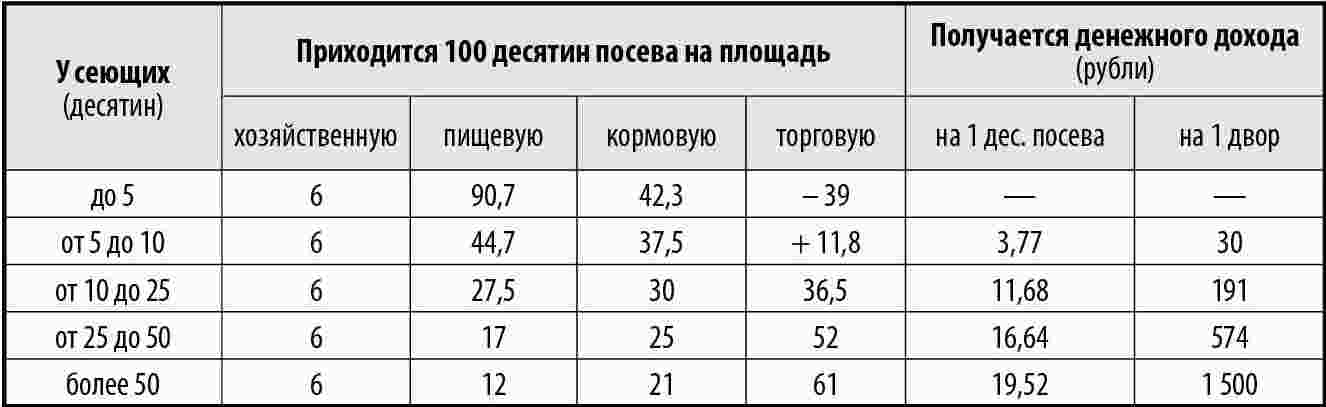 У сеющих
(десятин)
Приходится 100 десятин посева на площадь
Получается денежного дохода
(рубли)
хозяйственную пищевую кормовую торговую на 1 дес. посева на 1 двор
до 5 6 90,7 42,3 – 39 — —
от 5 до 10 6 44,7 37,5 + 11,8 3,77 30
от 10 до 25 6 27,5 30 36,5 11,68 191
от 25 до 50 6 17 25 52 16,64 574
более 50 6 12 21 61 19,52 1 500